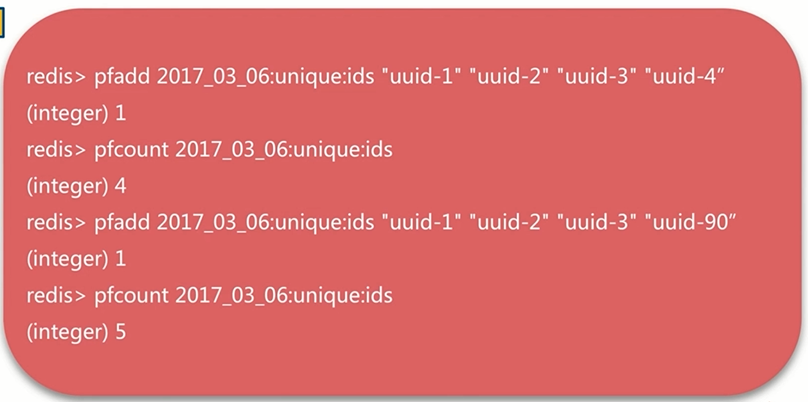 redis> pfadd 2017_03_06:unique:ids "uuid-1" "uuid-2" "uuid-3" "uuid-4”
(integer) 1
redis> pfcount 2017_03_06:unique:ids
(integer) 4
redis> pfadd 2017_03_06:unique:ids "uuid-1" "uuid-2" "uuid-3" "uuid-90”
(integer) 1
redis> pfcount 2017_03_06:unique:ids
(integer) 5